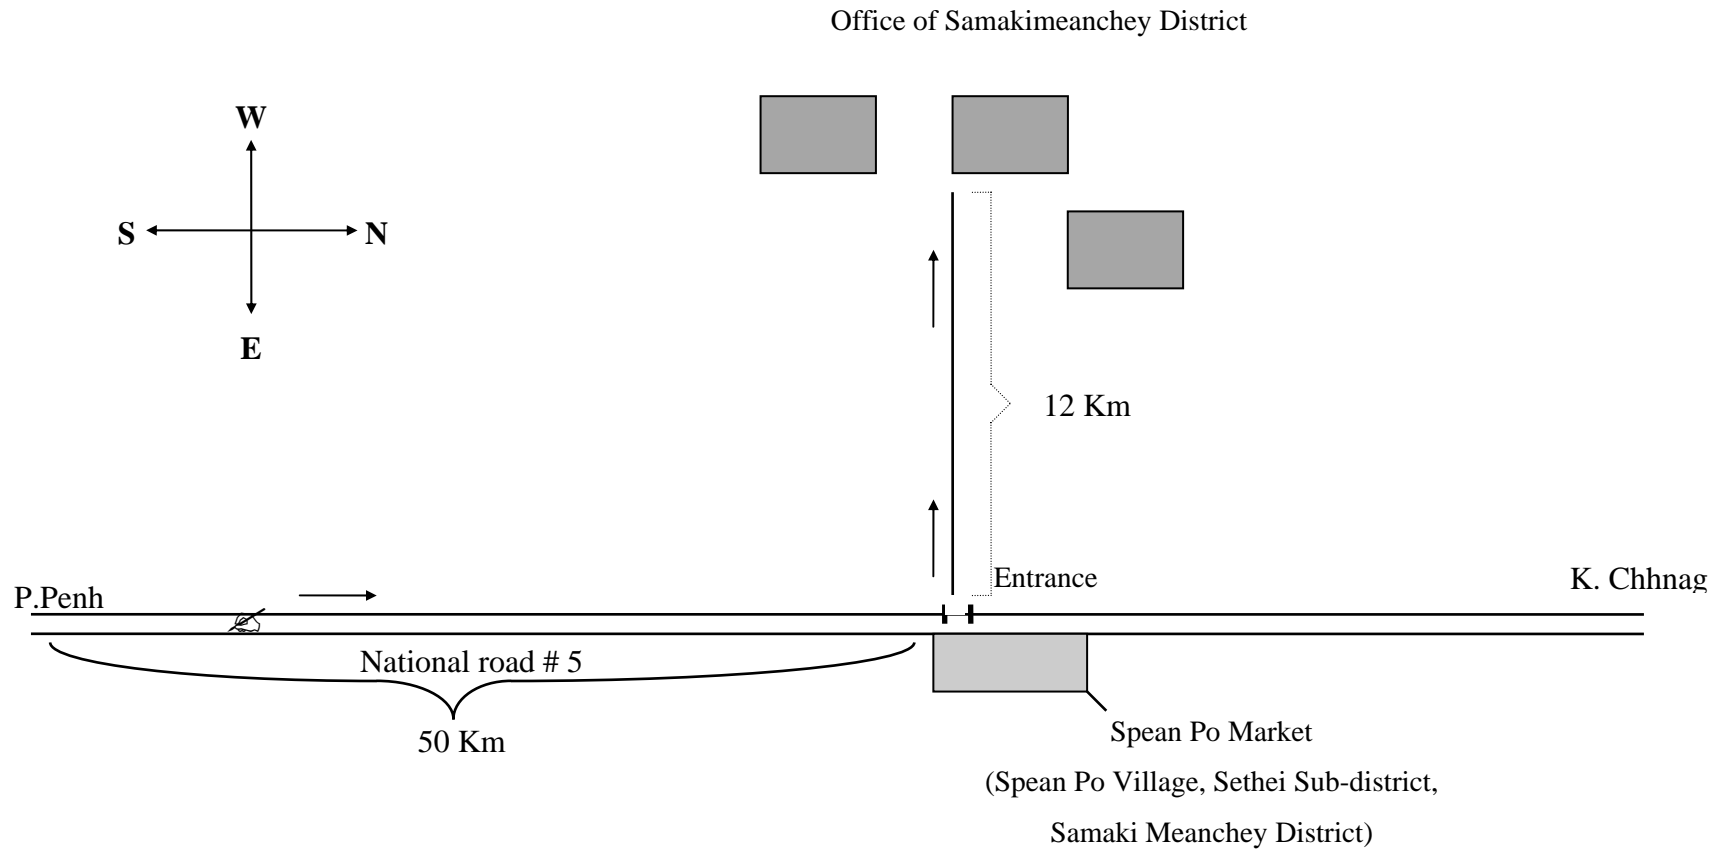 Office of Samakimeanchey District
W
S
N
E
12 Km
Entrance
P.Penh
K. Chhnag
National road # 5
50 Km
Spean Po Market
(Spean Po Village, Sethei Sub-district,
Samaki Meanchey District)